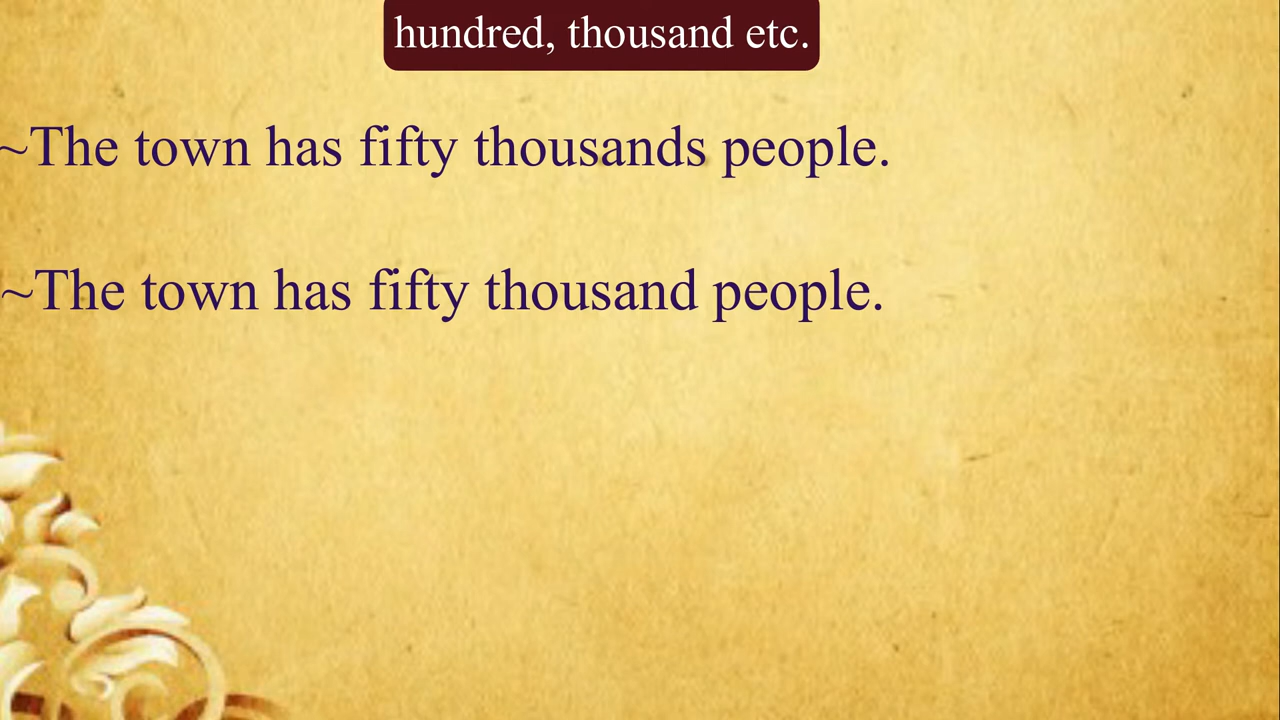 hundred, thousand etc.
~The town has fifty thousands people.
~The town has fifty thousand people.